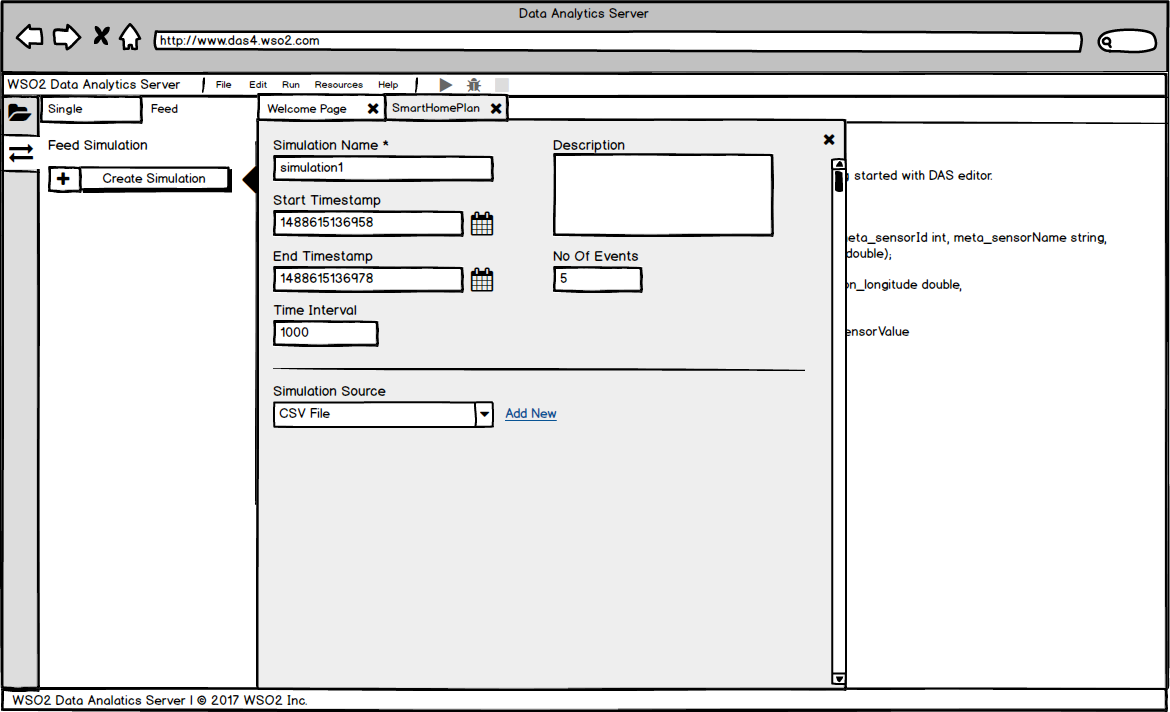 Data Analytics Server
http://www.das4.wso2.com
WSO2 Data Analytics Server
File Edit Run Resources Help
Single Feed
Welcome Page SmartHomePlan
Feed Simulation
Create Simulation
Simulation Name *
simulation1
Description
Start Timestamp
1488615136958
End Timestamp
1488615136978
No Of Events
5
Time Interval
1000
Simulation Source
CSV File
Add New
started with DAS editor.
meta_sensorId int, meta_sensorName string,
double);
on_longitude double,
ensorValue
WSO2 Data Analatics Server | © 2017 WSO2 Inc.